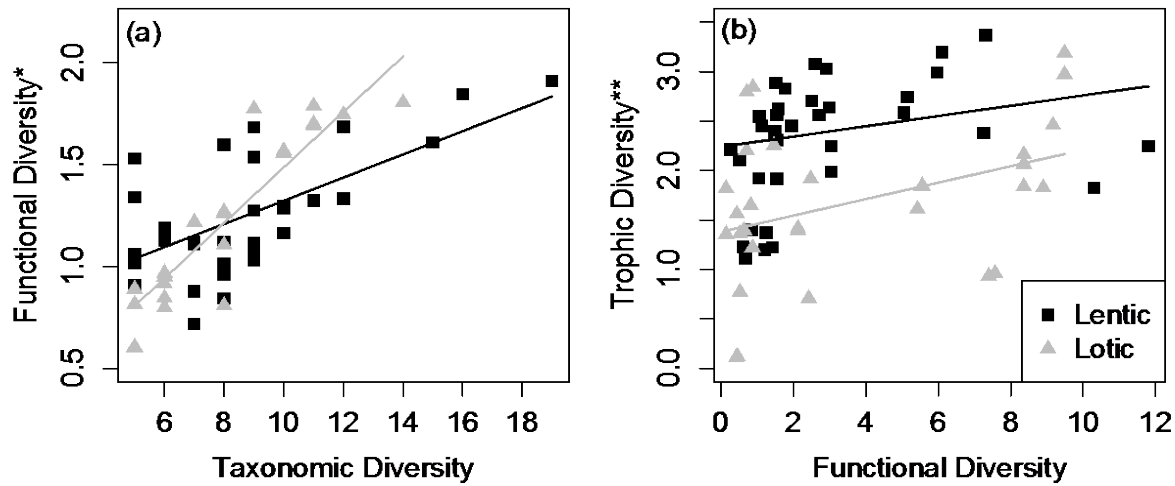 (a)
Functional Diversity*
2.0
1.5
1.0
0.5
6 8 10 12 14 16 18
Taxonomic Diversity
(b)
Trophic Diversity**
3.0
2.0
1.0
0.0
0 2 4 6 8 10 12
Functional Diversity
Lentic
Lotic